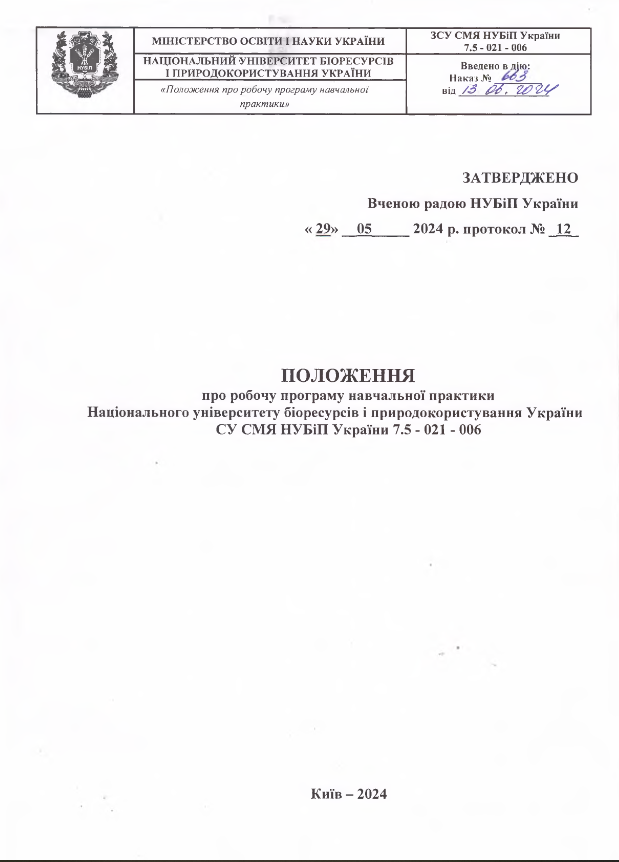 НУБіП
МІНІСТЕРСТВО ОСВІТИ І НАУКИ УКРАЇНИ
НАЦІОНАЛЬНИЙ УНІВЕРСИТЕТ БІОРЕСУРСІВ
І ПРИРОДОКОРИСТУВАННЯ УКРАЇНИ
«Положення про робочу програму навчальної
практики»
ЗСУ СМЯ НУБіП України
7.5 - 021 - 006
Введено в дію:
Наказ № 663
від 13 06. 2024
ЗАТВЕРДЖЕНО
Вченою радою НУБіП України
« 29» 05 2024 р. протокол № 12
ПОЛОЖЕННЯ
про робочу програму навчальної практики
Національного університету біоресурсів і природокористування України
СУ СМЯ НУБіП України 7.5 - 021 - 006
Київ – 2024